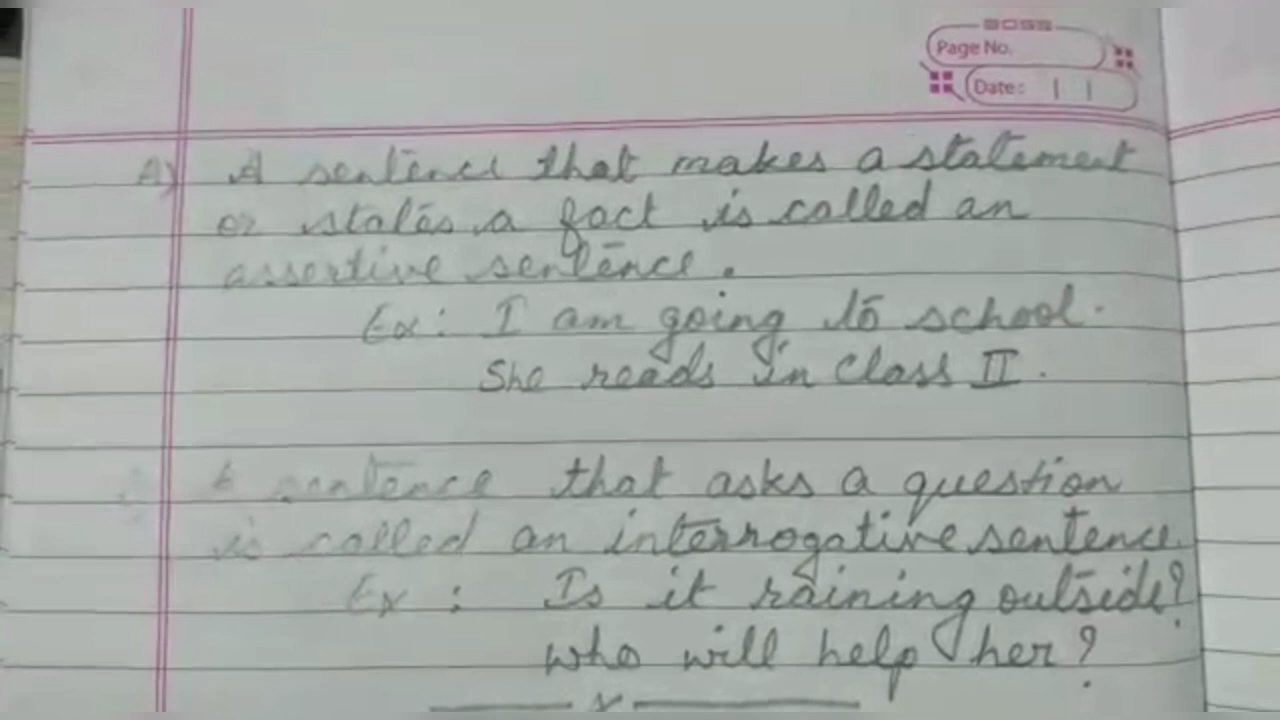 BOSS
Page No.
Date:
A) A sentence that makes a statement
or states a fact is called an
assertive sentence.
Ex: I am going to school.
She reads in Class II.
A sentence that asks a question
is called an interrogative sentence.
Ex: Is it raining outside?
who will help her?
x